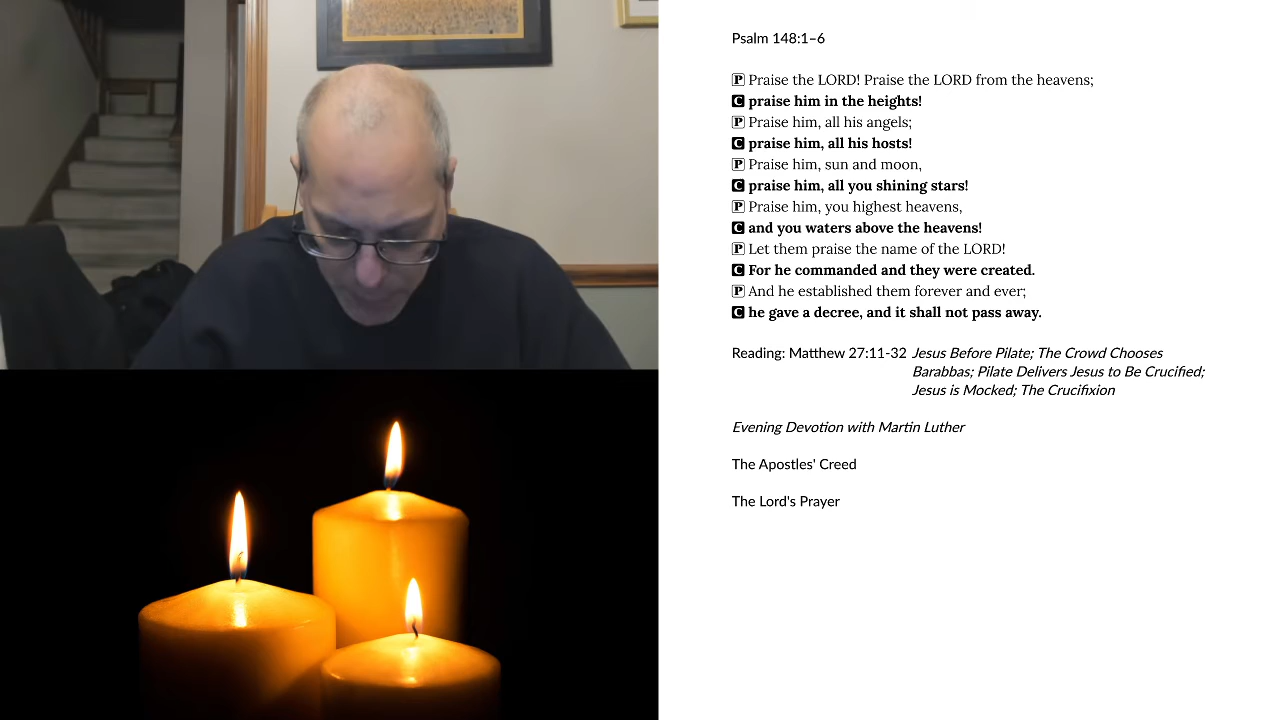 Psalm 148:1–6
P Praise the LORD! Praise the LORD from the heavens;
C praise him in the heights!
P Praise him, all his angels;
C praise him, all his hosts!
P Praise him, sun and moon,
C praise him, all you shining stars!
P Praise him, you highest heavens,
C and you waters above the heavens!
P Let them praise the name of the LORD!
C For he commanded and they were created.
P And he established them forever and ever;
C he gave a decree, and it shall not pass away.
Reading: Matthew 27:11-32 Jesus Before Pilate; The Crowd Chooses
Barabbas; Pilate Delivers Jesus to Be Crucified;
Jesus is Mocked; The Crucifixion
Evening Devotion with Martin Luther
The Apostles' Creed
The Lord's Prayer